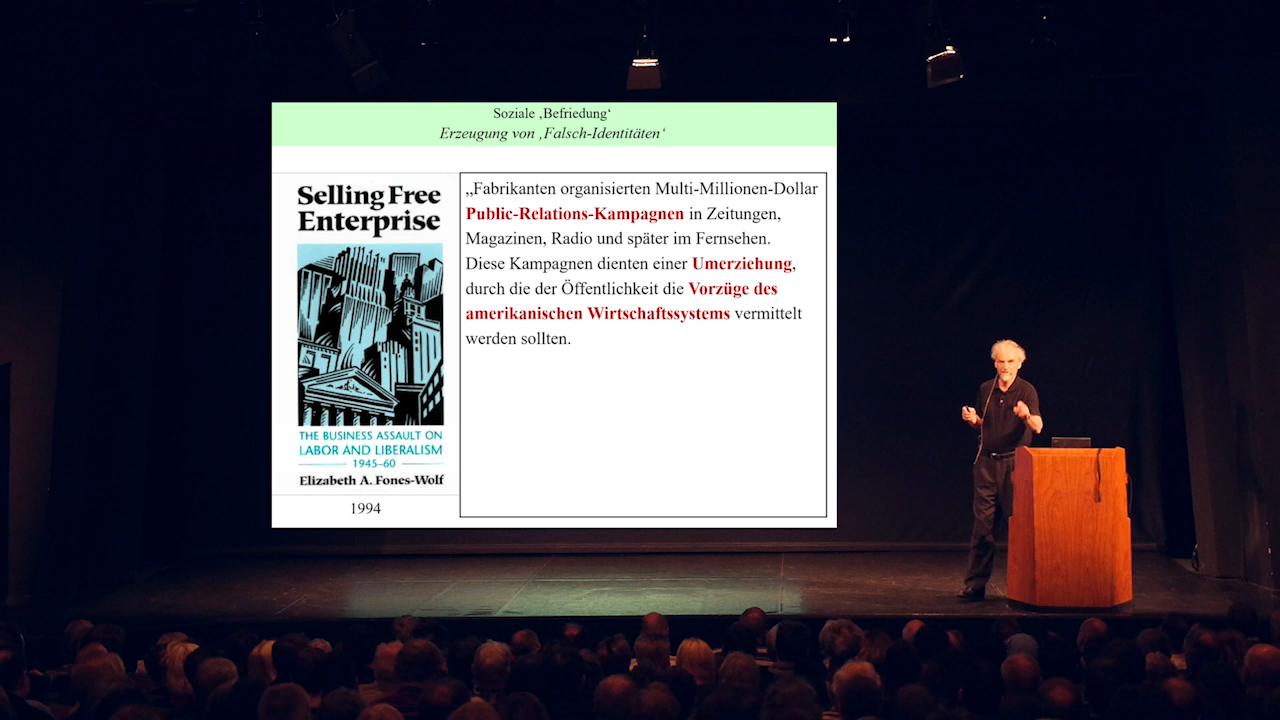 Soziale ‚Befriedung‘
Erzeugung von ‚Falsch-Identitäten‘
Selling Free
Enterprise
THE BUSINESS ASSAULT ON
LABOR AND LIBERALISM
1945–60
Elizabeth A. Fones-Wolf
1994
„Fabrikanten organisierten Multi-Millionen-Dollar
Public-Relations-Kampagnen in Zeitungen,
Magazinen, Radio und später im Fernsehen.
Diese Kampagnen dienten einer Umerziehung,
durch die der Öffentlichkeit die Vorzüge des
amerikanischen Wirtschaftssystems vermittelt
werden sollten.